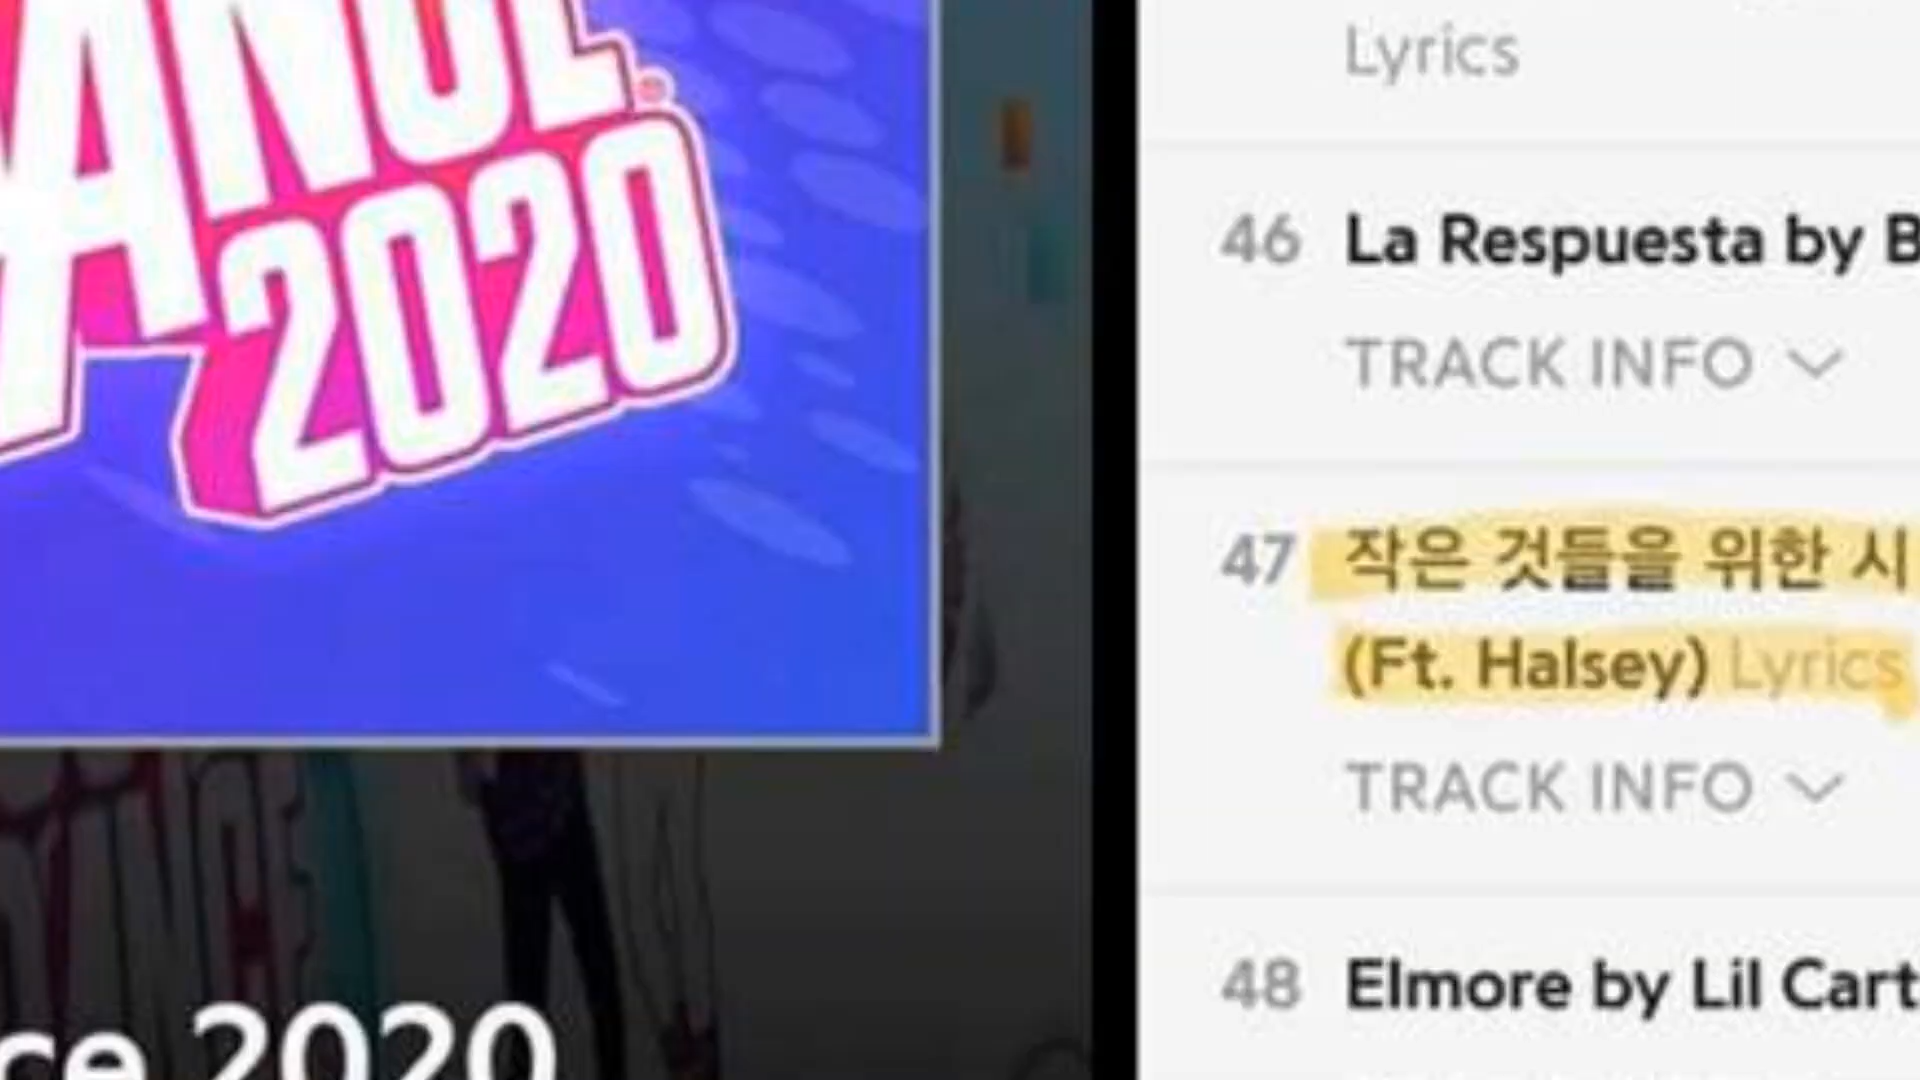 ANCE
2020
ce 2020
Lyrics
46 La Respuesta by B
TRACK INFO
47 작은 것들을 위한 시
(Ft. Halsey) Lyrics
TRACK INFO
48 Elmore by Lil Cart